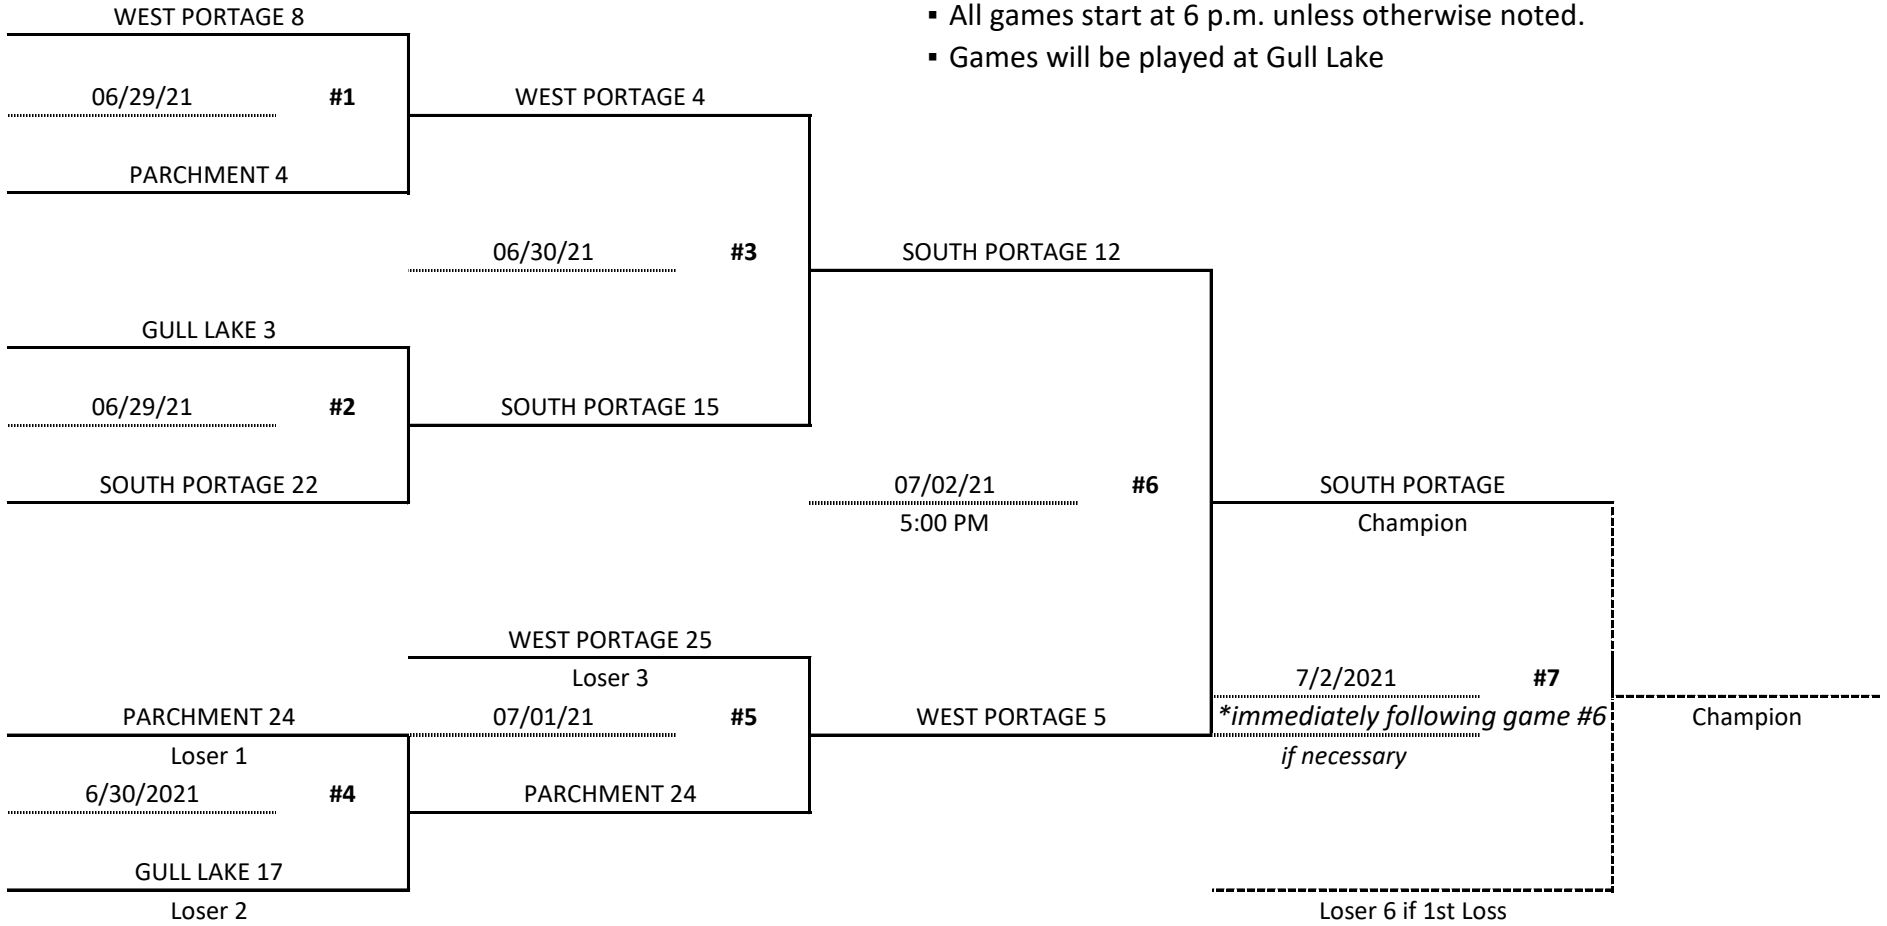 WEST PORTAGE 8
▪ All games start at 6 p.m. unless otherwise noted.
▪ Games will be played at Gull Lake
06/29/21 #1
WEST PORTAGE 4
PARCHMENT 4
06/30/21 #3
SOUTH PORTAGE 12
GULL LAKE 3
06/29/21 #2
SOUTH PORTAGE 15
SOUTH PORTAGE 22
07/02/21 #6
5:00 PM
SOUTH PORTAGE
Champion
WEST PORTAGE 25
Loser 3
7/2/2021 #7
PARCHMENT 24
07/01/21 #5
WEST PORTAGE 5
*immediately following game #6
Champion
Loser 1
if necessary
6/30/2021 #4
PARCHMENT 24
GULL LAKE 17
Loser 2
Loser 6 if 1st Loss